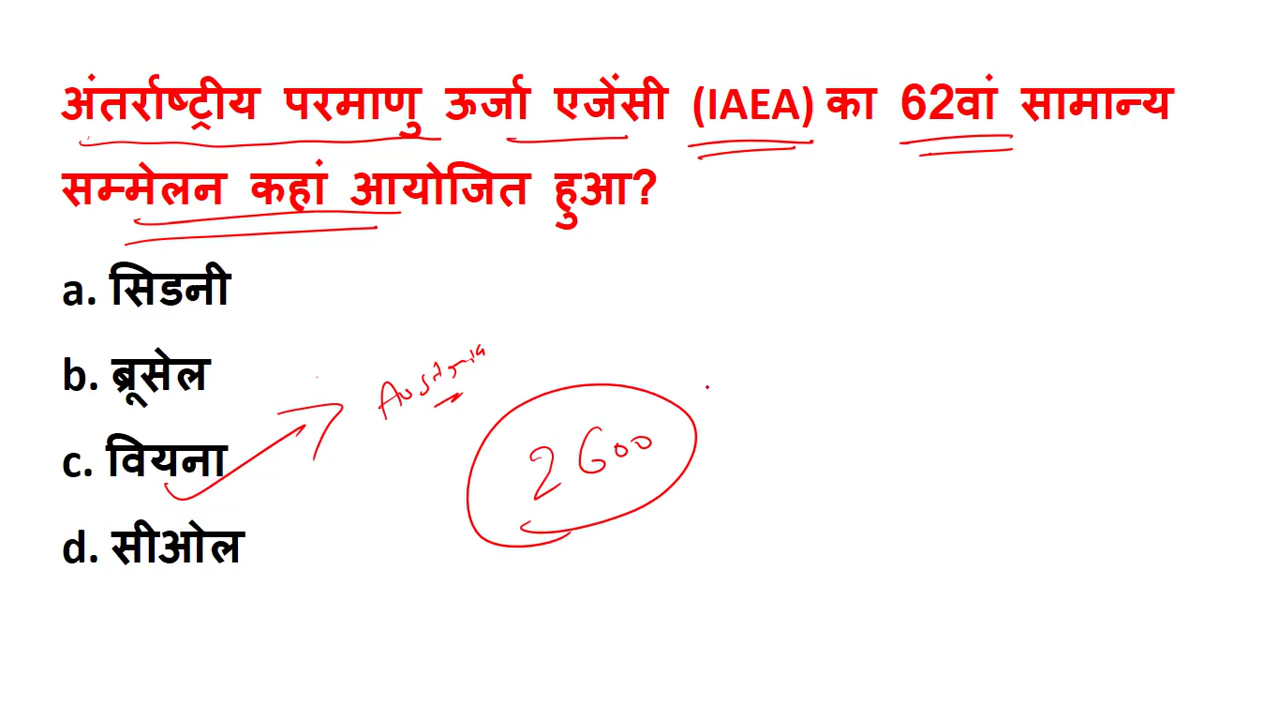 अंतर्राष्ट्रीय परमाणु ऊर्जा एजेंसी (IAEA) का 62वां सामान्य
सम्मेलन कहां आयोजित हुआ?
a. सिडनी
b. ब्रूसेल
Austria
c. वियना
2600
d. सीओल